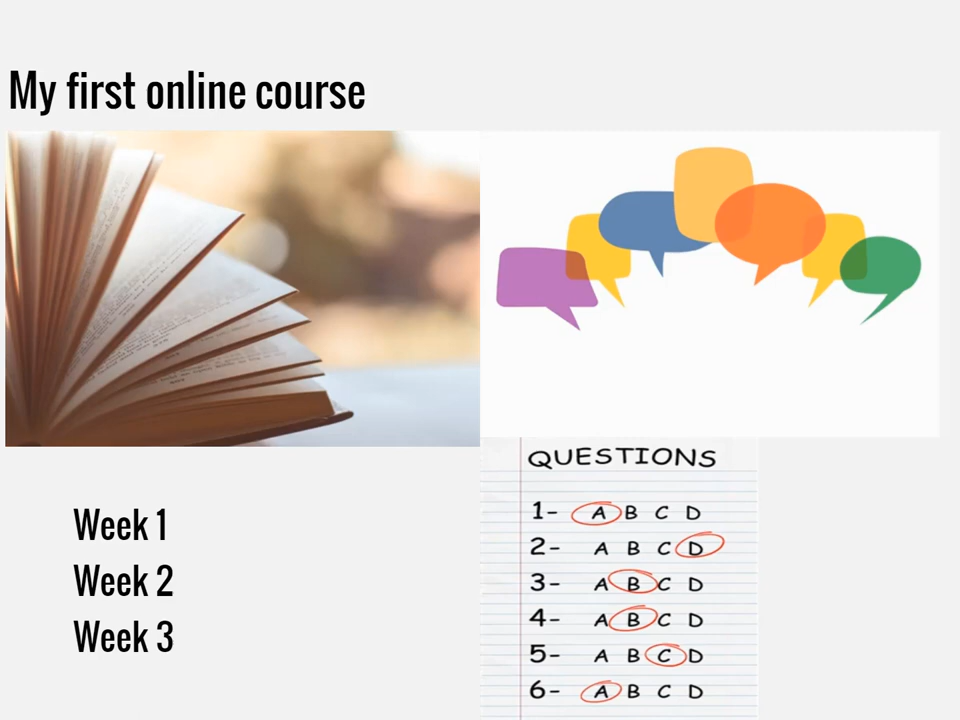 My first online course
Week 1
Week 2
Week 3
QUESTIONS
1- A B C D
2- A B C D
3- A B C D
4- A B C D
5- A B C D
6- A B C D